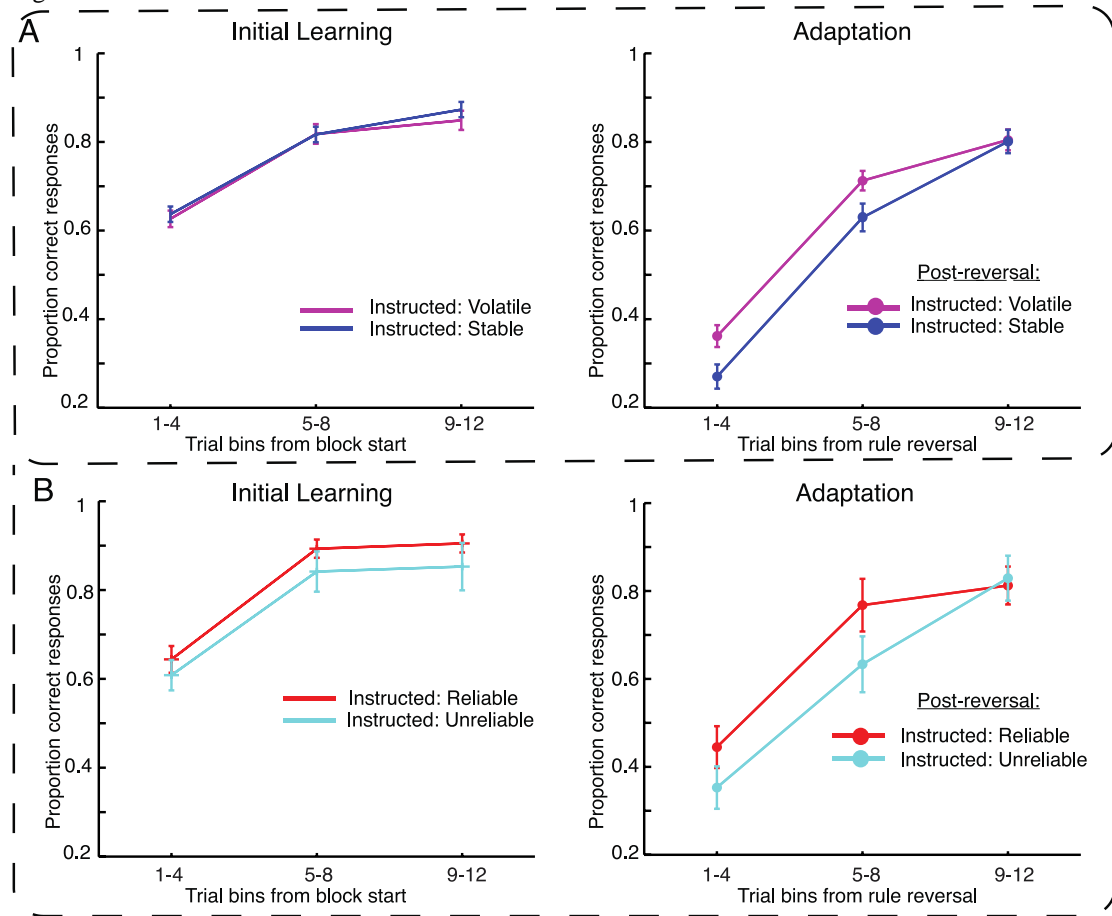 A
Initial Learning
Proportion correct responses
1
0.8
0.6
0.4
0.2
Instructed: Volatile
Instructed: Stable
1-4 5-8 9-12
Trial bins from block start
Adaptation
Proportion correct responses
1
0.8
0.6
0.4
0.2
Post-reversal:
Instructed: Volatile
Instructed: Stable
1-4 5-8 9-12
Trial bins from rule reversal
B
Initial Learning
Proportion correct responses
1
0.8
0.6
0.4
0.2
Instructed: Reliable
Instructed: Unreliable
1-4 5-8 9-12
Trial bins from block start
Adaptation
Proportion correct responses
1
0.8
0.6
0.4
0.2
Post-reversal:
Instructed: Reliable
Instructed: Unreliable
1-4 5-8 9-12
Trial bins from rule reversal